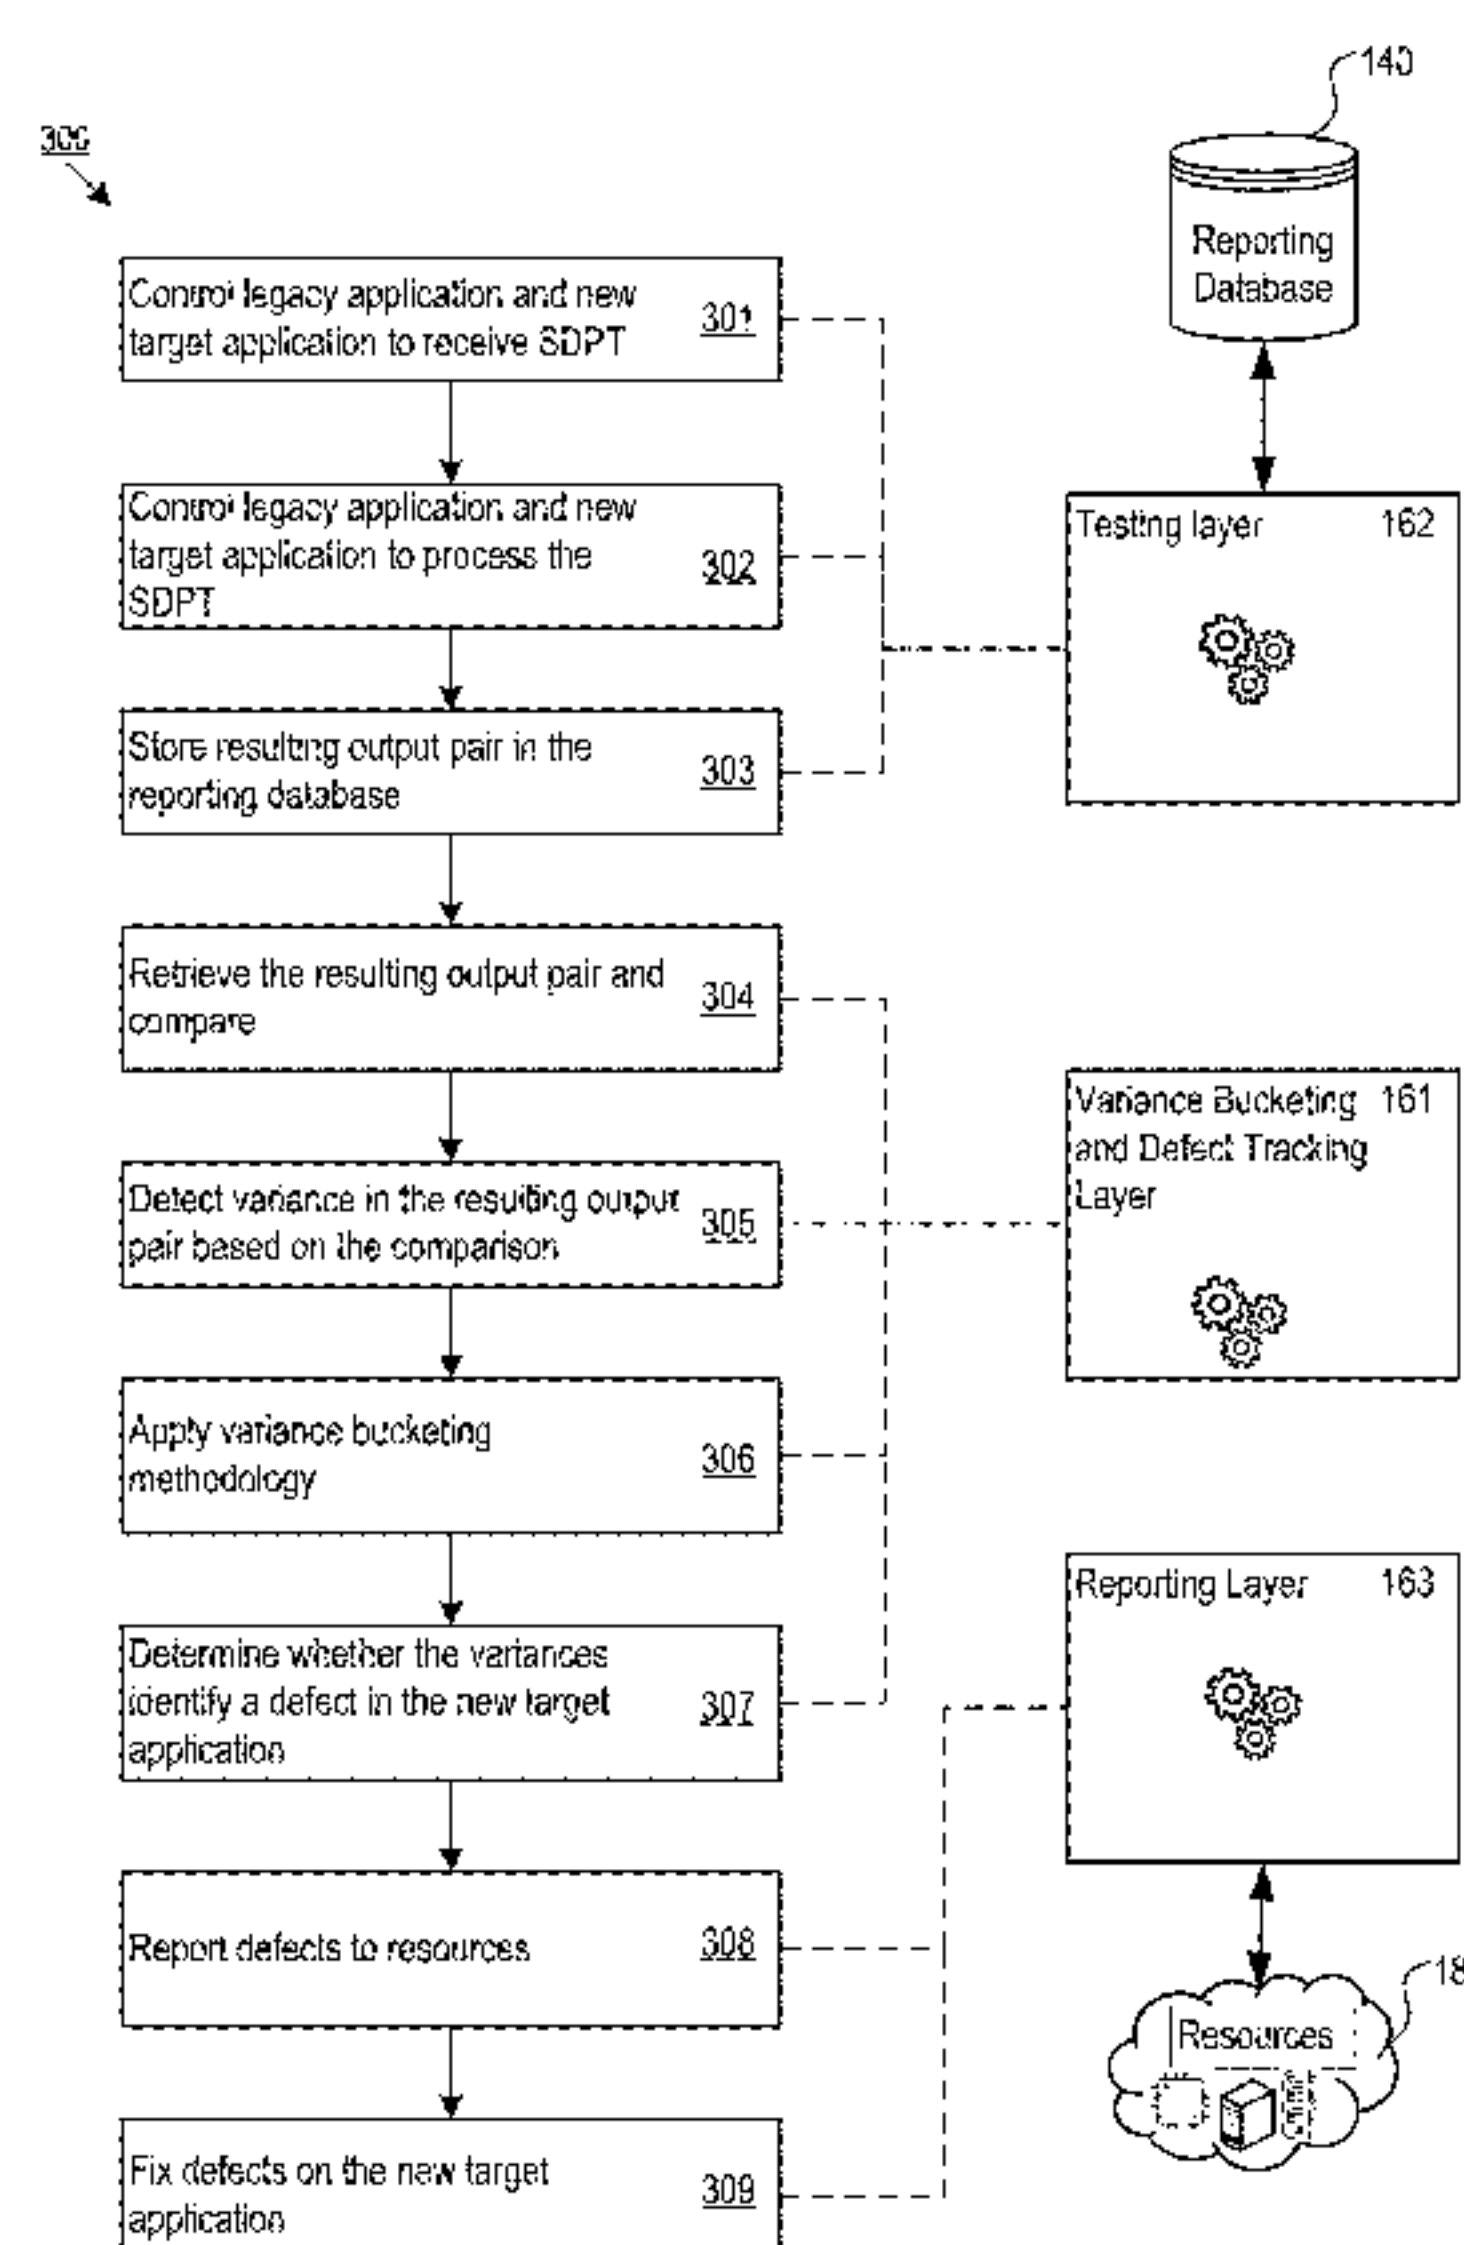 300
140
Reporting
Database
Control legacy application and new
target application to receive SDPT
301
Control legacy application and new
target application to process the
SDPT
302
Testing layer 162
Store resulting output pair in the
reporting database
303
Retrieve the resulting output pair and
compare
304
Variance Bucketing 161
and Defect Tracking
Layer
Detect variance in the resulting output
pair based on the comparison
305
Apply variance bucketing
methodology
306
Reporting Layer 163
Determine whether the variances
identify a defect in the new target
application
307
Report defects to resources
308
18
Resources
Fix defects on the new target
application
309